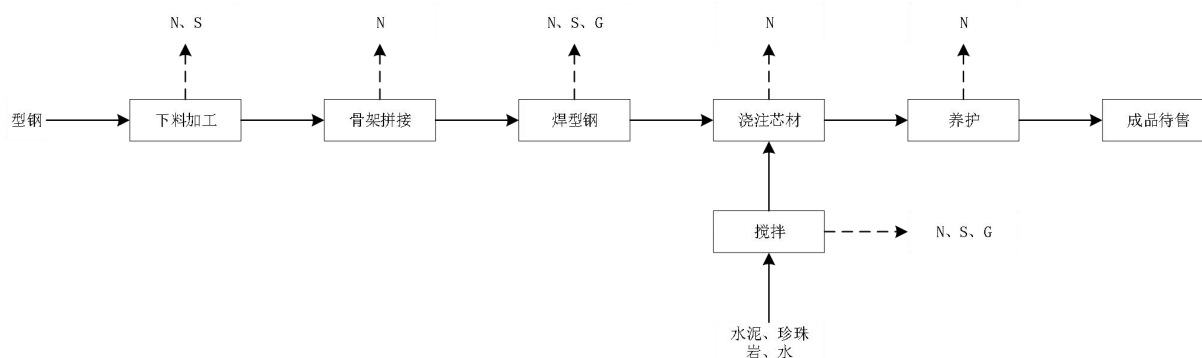 N、S
N
N、S、G
N
N
型钢
下料加工
骨架拼接
焊型钢
浇注芯材
养护
成品待售
搅拌
N、S、G
水泥、珍珠
岩、水